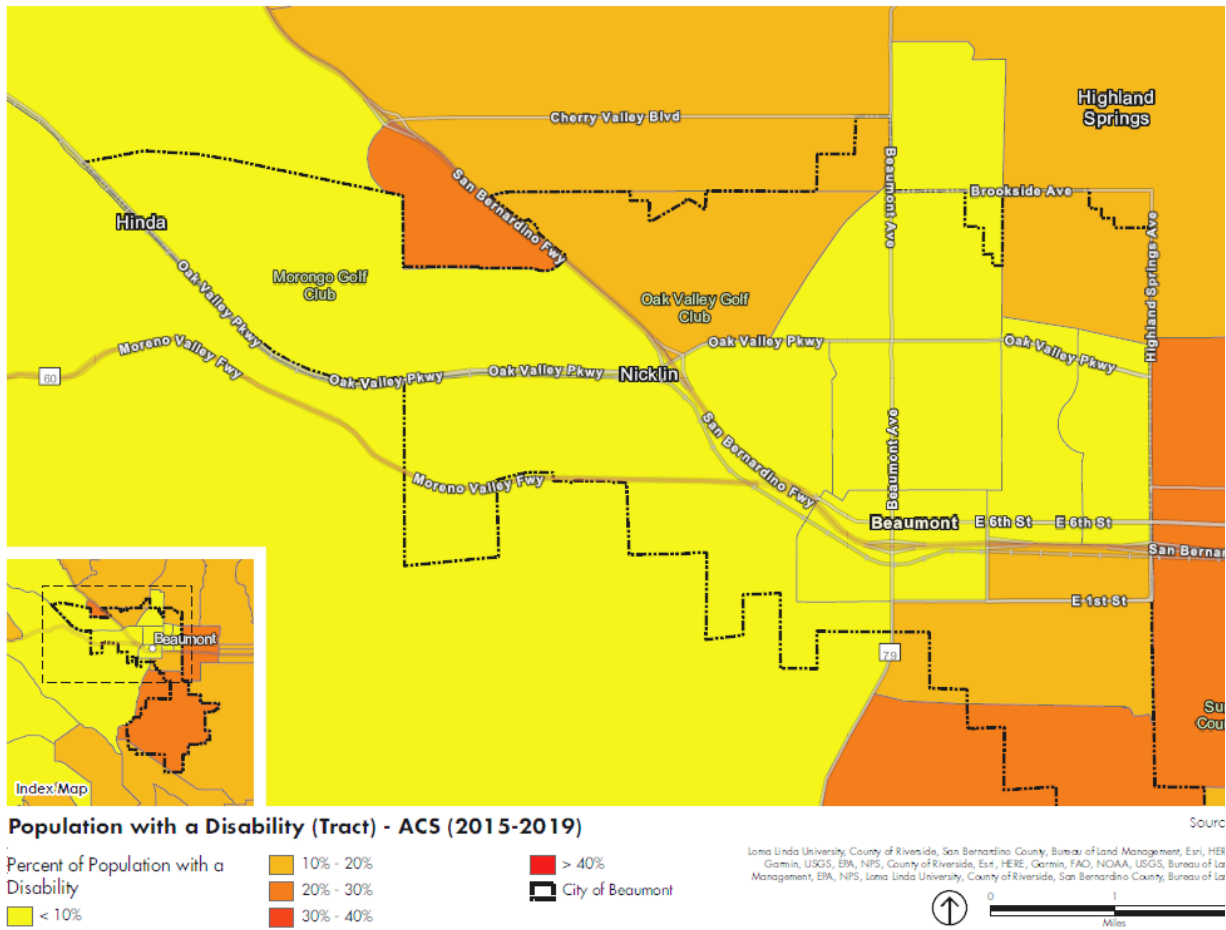 Highland
Springs
Cherry Valley Blvd
Beaumont Ave
San Bernardino Fwy
Brookside Ave
Highland Springs Ave
Hinda
Oak Valley Pkwy
Morongo Golf
Club
Oak Valley Golf
Club
Moreno Valley Fwy
60
Oak Valley Pkwy
Oak Valley Pkwy
Nicklin
Oak Valley Pkwy
Oak Valley Pkwy
San Bernardino Fwy
Beaumont Ave
Moreno Valley Fwy
Beaumont
E 6th St
E 6th St
San Bernar
E 1st St
79
Su
Cou
Beaumont
Index Map
Population with a Disability (Tract) - ACS (2015-2019)
Sourc
Percent of Population with a
Disability
< 10%
10% - 20%
20% - 30%
30% - 40%
> 40%
City of Beaumont
Loma Linda University, County of Riverside, San Bernardino County, Bureau of Land Management, Esri, HER
Garmin, USGS, EPA, NPS, County of Riverside, Esri, HERE, Garmin, FAO, NOAA, USGS, Bureau of Lan
Management, EPA, NPS, Loma Linda University, County of Riverside, San Bernardino County, Bureau of Lan
0 1
Miles